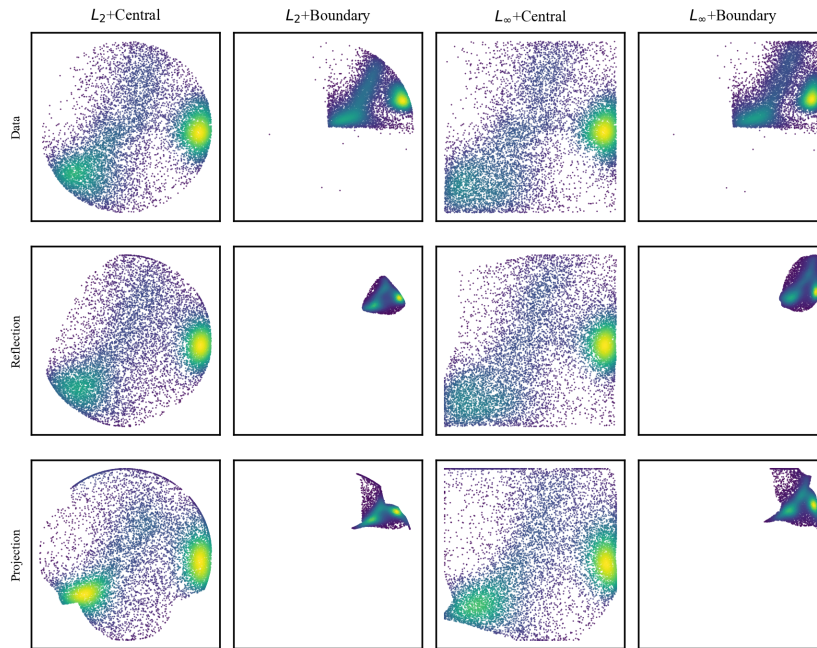 L₂+Central
L₂+Boundary
L∞+Central
L∞+Boundary
Data
Reflection
Projection